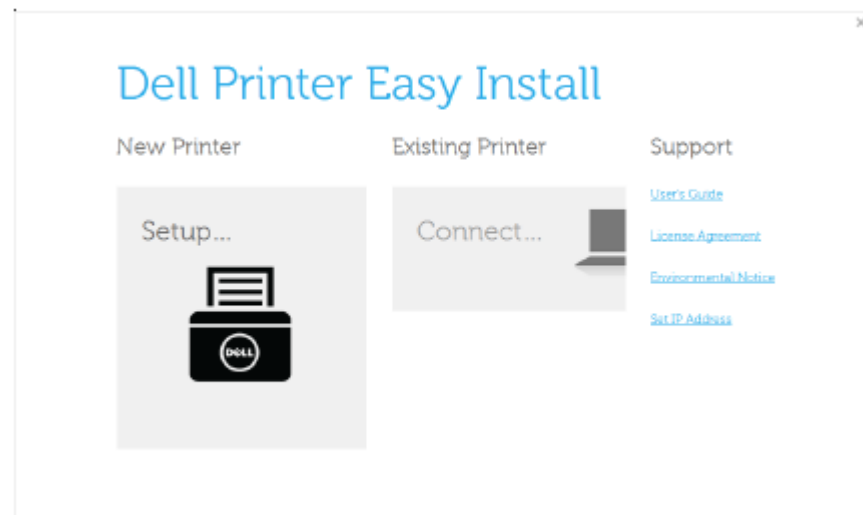 Dell Printer Easy Install
New Printer
Existing Printer
Support
Setup...
DELL
Connect...
User's Guide
License Agreement
Environmental Notice
Set IP Address